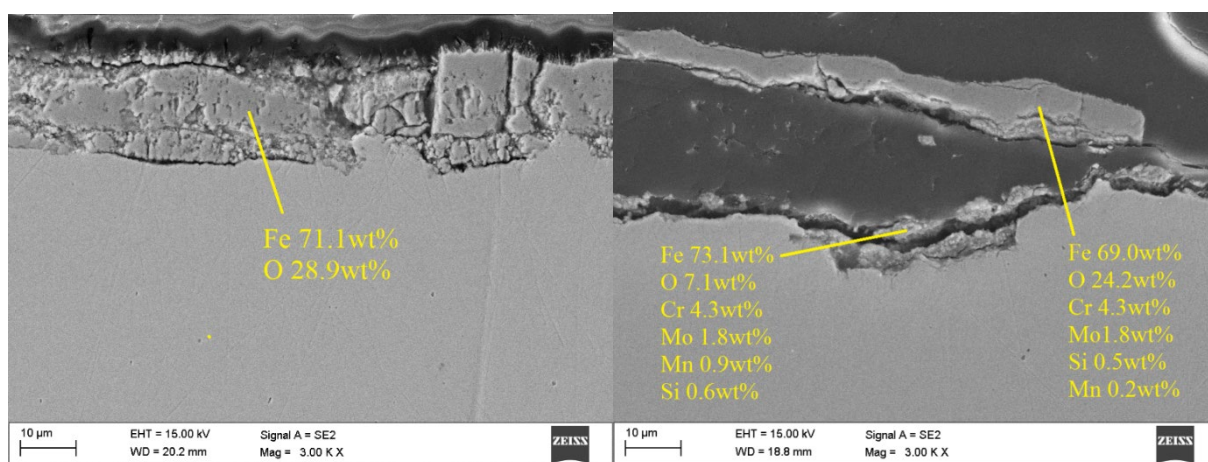 Fe 71.1wt%
O 28.9wt%
10 µm
EHT = 15.00 kV
WD = 20.2 mm
Signal A = SE2
Mag = 3.00 K X
ZEISS
Fe 73.1wt%
O 7.1wt%
Cr 4.3wt%
Mo 1.8wt%
Mn 0.9wt%
Si 0.6wt%
Fe 69.0wt%
O 24.2wt%
Cr 4.3wt%
Mo1.8wt%
Si 0.5wt%
Mn 0.2wt%
10 µm
EHT = 15.00 kV
WD = 18.8 mm
Signal A = SE2
Mag = 3.00 K X
ZEISS